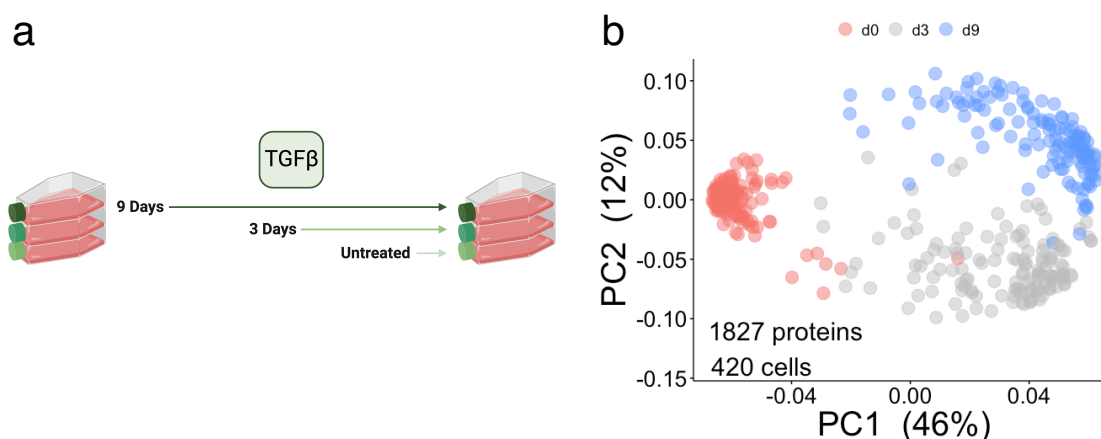 a
TGFβ
9 Days
3 Days
Untreated
b
d0 d3 d9
PC2 (12%)
0.10
0.05
0.00
-0.05
-0.10
-0.15
1827 proteins
420 cells
-0.04 0.00 0.04
PC1 (46%)